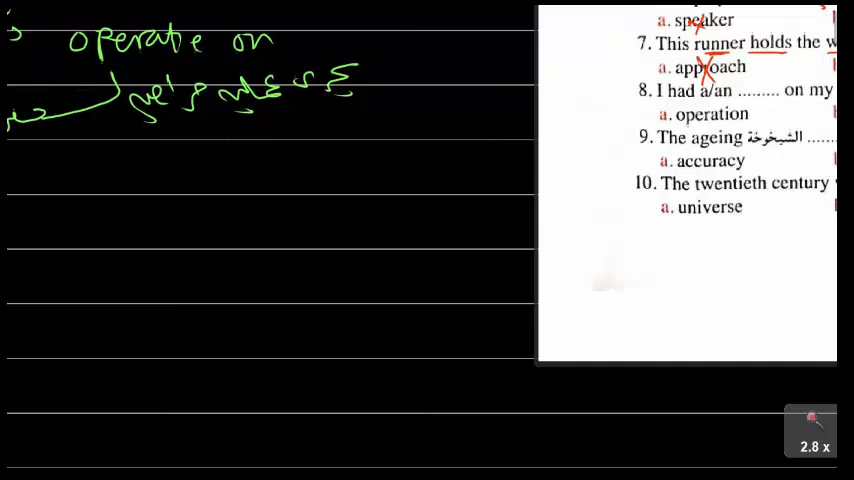 operate on
a. speaker
7. This runner holds the
a. approach
8. I had a/an ......... on my
a. operation
9. The ageing الشيخوخة ......
a. accuracy
10. The twentieth century
a. universe
2.8 x